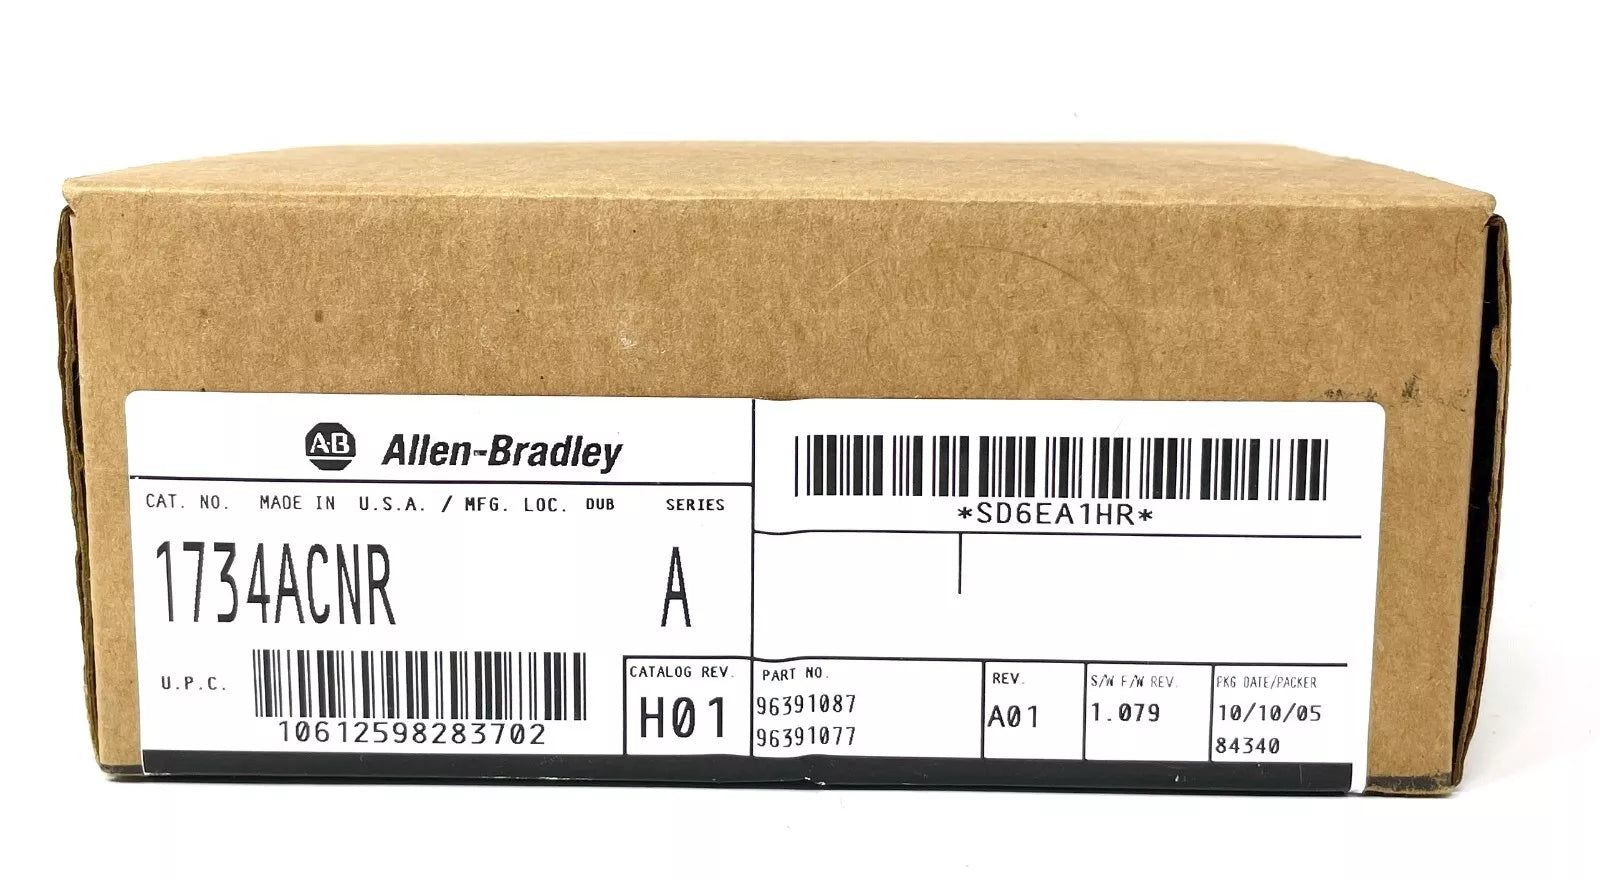 A-B Allen-Bradley
CAT. NO. MADE IN U.S.A. / MFG. LOC. DUB SERIES
1734ACNR A
U.P.C.
10612598283702
CATALOG REV.
H01
*SD6EA1HR*
PART NO.
96391087
96391077
REV.
A01
S/W F/W REV.
1.079
PKG DATE/PACKER
10/10/05
84340